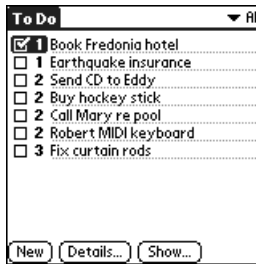 To Do
1 Book Fredonia hotel
1 Earthquake insurance
2 Send CD to Eddy
2 Buy hockey stick
2 Call Mary re pool
2 Robert MIDI keyboard
3 Fix curtain rods
New Details... Show...